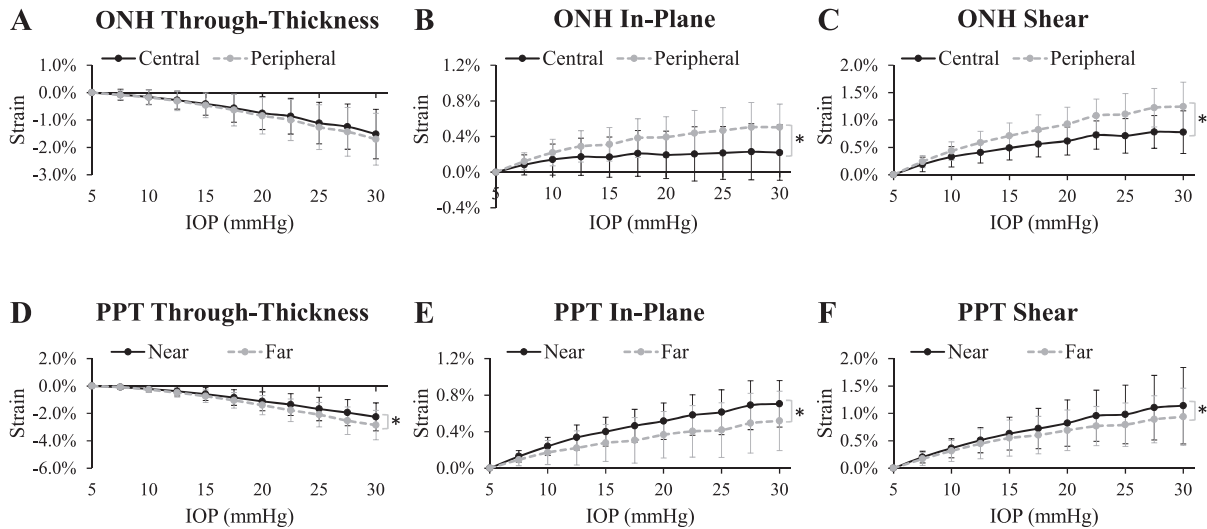 A ONH Through-Thickness
Central Peripheral
1.0%
0.0%
-1.0%
-2.0%
-3.0%
Strain
5 10 15 20 25 30
IOP (mmHg)
B ONH In-Plane
Central Peripheral
1.2%
0.8%
0.4%
0.0%
-0.4%
Strain
*
5 10 15 20 25 30
IOP (mmHg)
C ONH Shear
Central Peripheral
2.0%
1.5%
1.0%
0.5%
0.0%
Strain
*
5 10 15 20 25 30
IOP (mmHg)
D PPT Through-Thickness
Near Far
2.0%
0.0%
-2.0%
-4.0%
-6.0%
Strain
*
5 10 15 20 25 30
IOP (mmHg)
E PPT In-Plane
Near Far
1.2%
0.8%
0.4%
0.0%
Strain
*
5 10 15 20 25 30
IOP (mmHg)
F PPT Shear
Near Far
2.0%
1.5%
1.0%
0.5%
0.0%
Strain
*
5 10 15 20 25 30
IOP (mmHg)